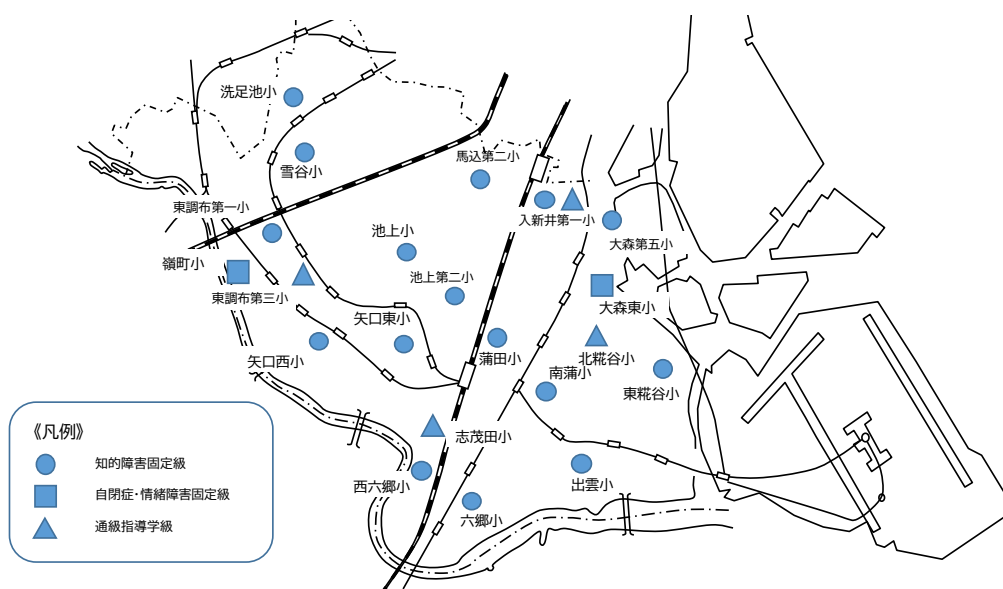 洗足池小
雪谷小
馬込第二小
東調布第一小
入新井第一小
池上小
大森第五小
嶺町小
池上第二小
東調布第三小
大森東小
矢口東小
矢口西小
蒲田小
北糀谷小
南蒲小
東糀谷小
志茂田小
西六郷小
出雲小
六郷小
《凡例》
知的障害固定級
自閉症・情緒障害固定級
通級指導学級